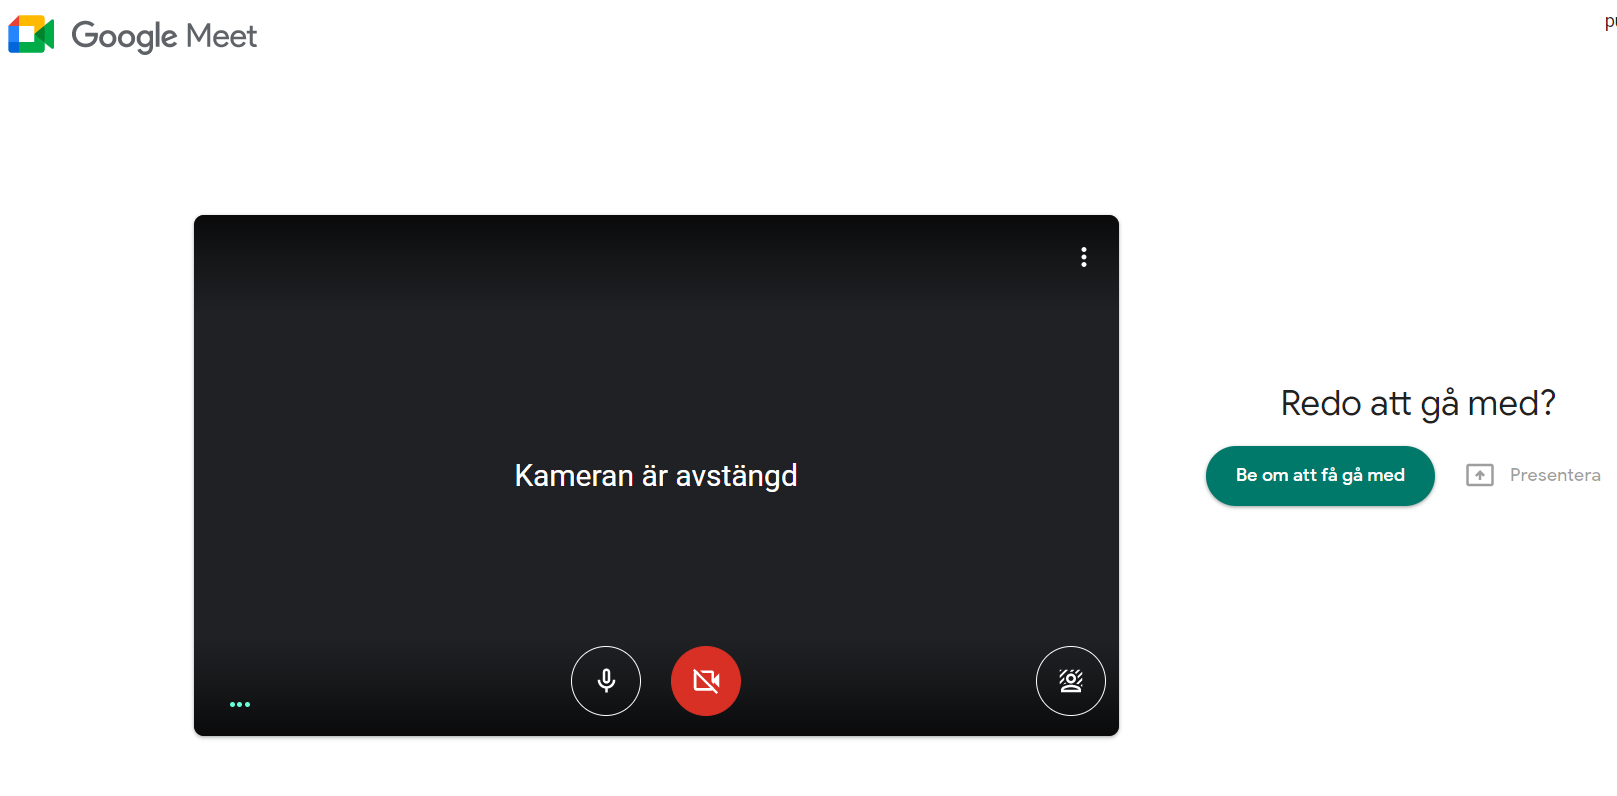 Google Meet
Kameran är avstängd
Redo att gå med?
Be om att få gå med
Presentera